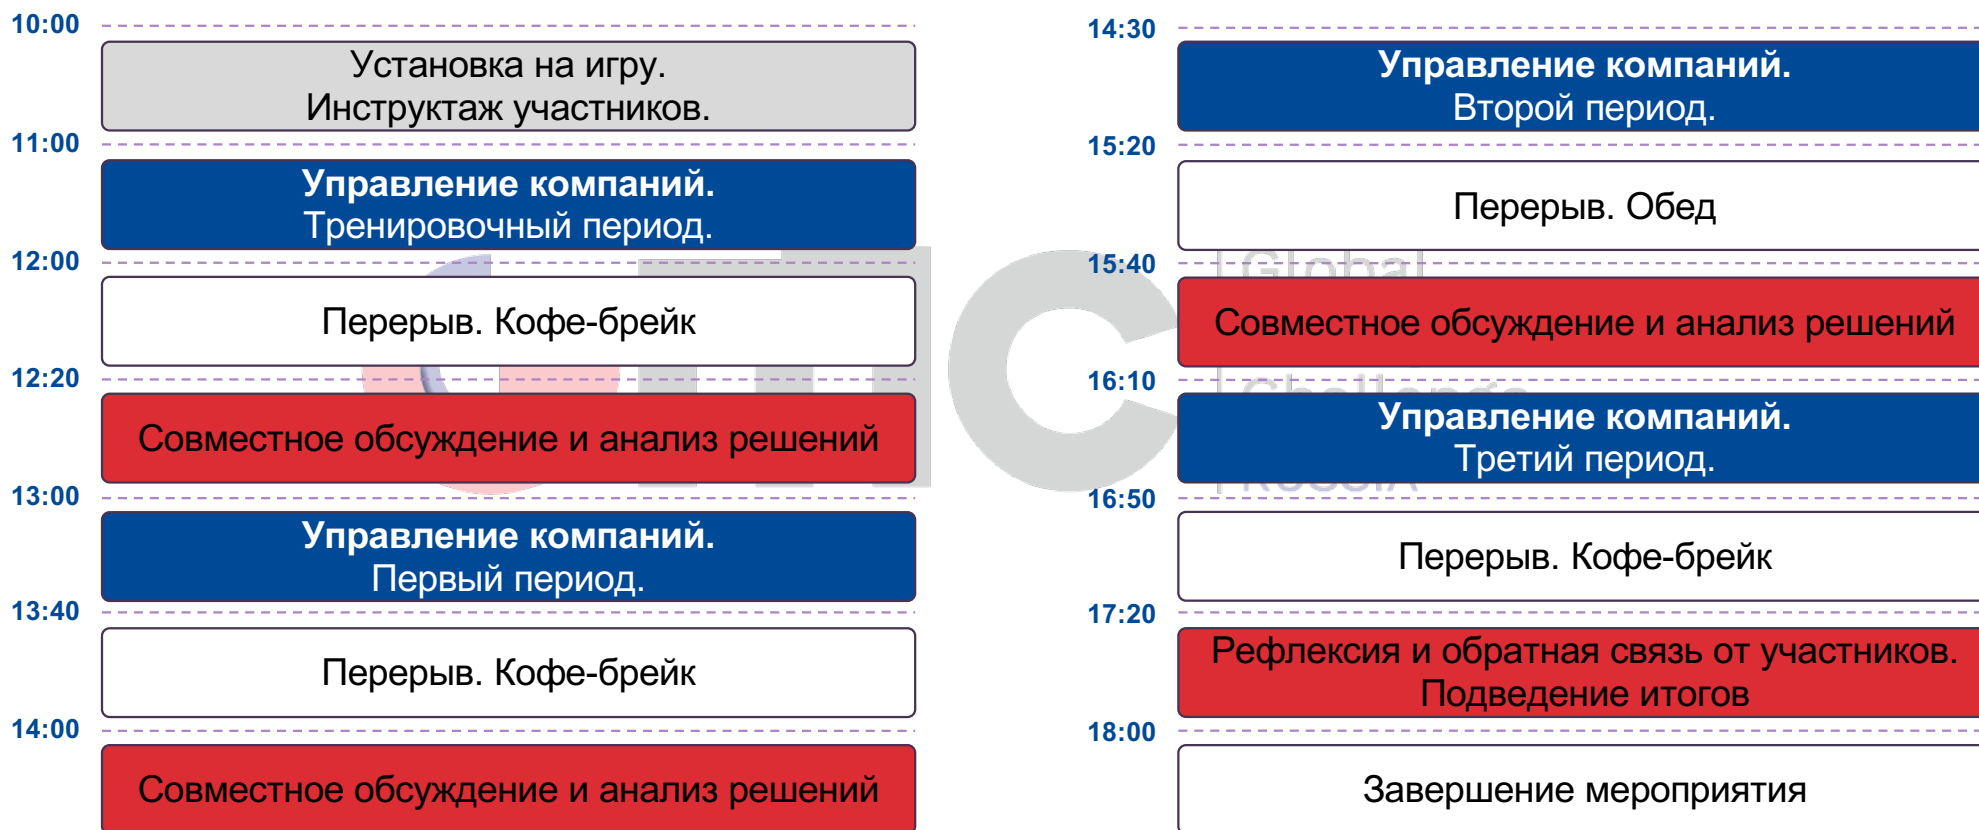 10:00
Установка на игру.
Инструктаж участников.
11:00
Управление компаний.
Тренировочный период.
12:00
Перерыв. Кофе-брейк
12:20
Совместное обсуждение и анализ решений
13:00
Управление компаний.
Первый период.
13:40
Перерыв. Кофе-брейк
14:00
Совместное обсуждение и анализ решений
14:30
Управление компаний.
Второй период.
15:20
Перерыв. Обед
15:40
Global
Совместное обсуждение и анализ решений
16:10
Challenge
Управление компаний.
Третий период.
RUSSIA
16:50
Перерыв. Кофе-брейк
17:20
Рефлексия и обратная связь от участников.
Подведение итогов
18:00
Завершение мероприятия